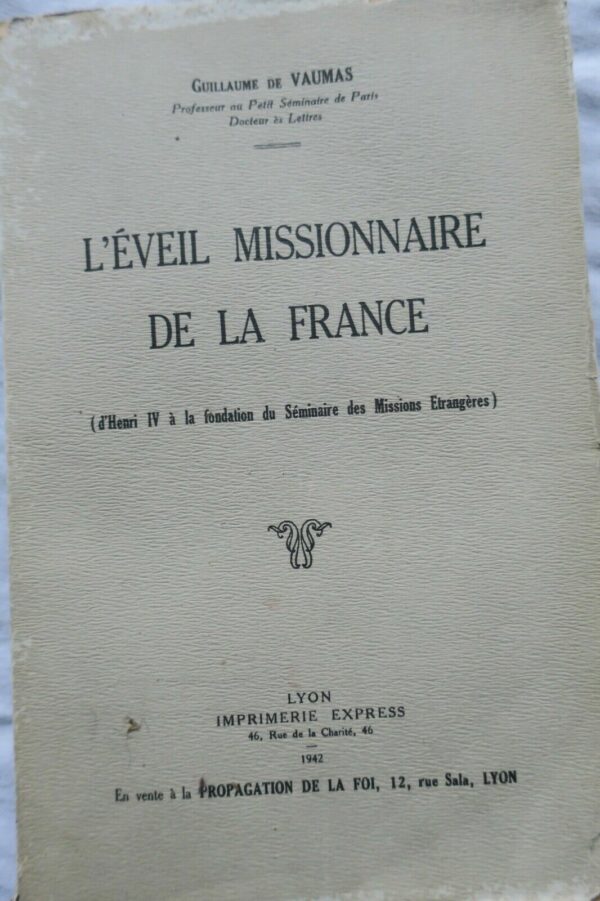 GUILLAUME DE VAUMAS
Professeur au Petit Séminaire de Paris
Docteur ès Lettres
L'ÉVEIL MISSIONNAIRE
DE LA FRANCE
(d'Henri IV à la fondation du Séminaire des Missions Etrangères)
LYON
IMPRIMERIE EXPRESS
46, Rue de la Charité, 46
1942
En vente à la PROPAGATION DE LA FOI, 12, rue Sala, LYON